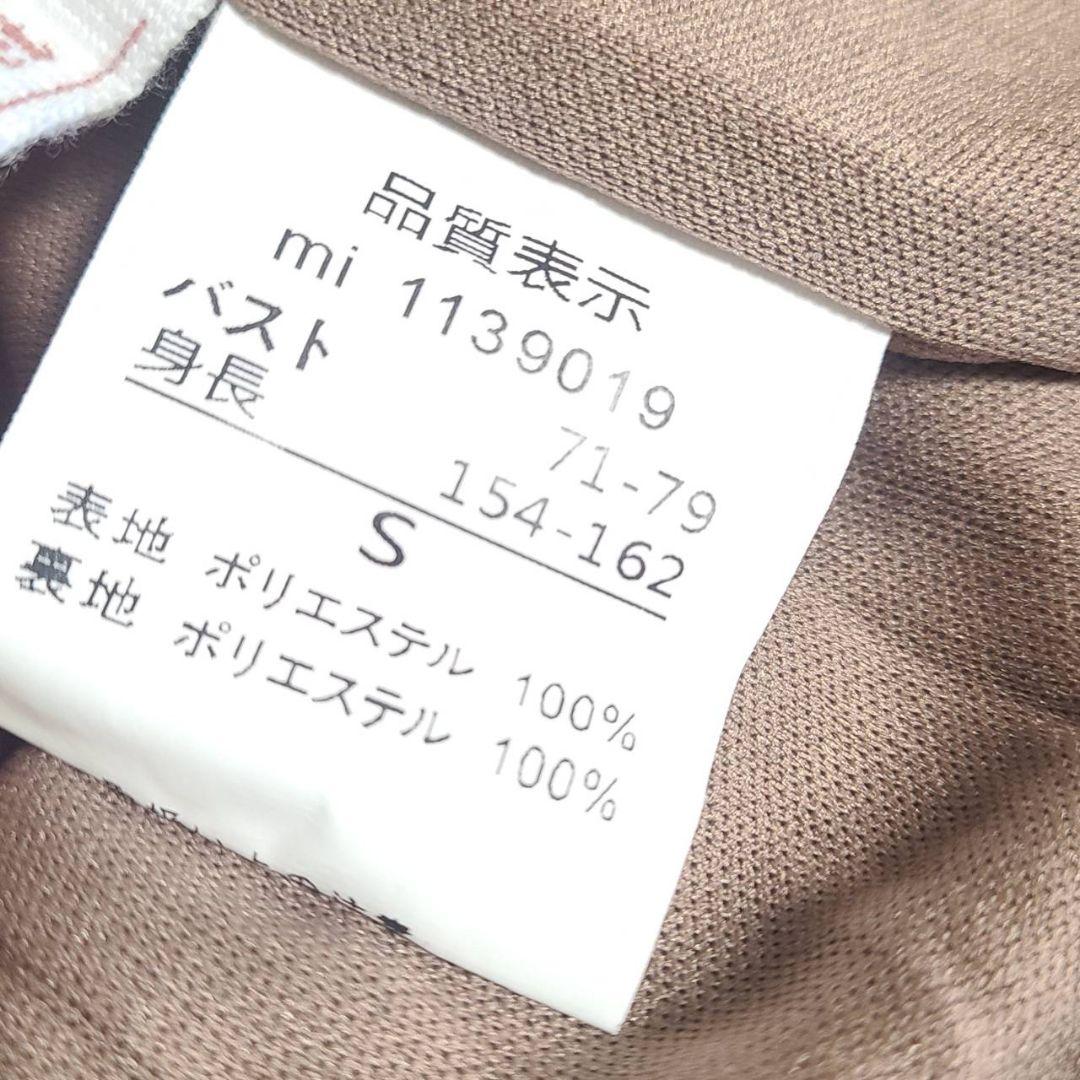 品質表示
mi 1139019
バスト 71-79
身長 154-162
S
表地 ポリエステル 100%
裏地 ポリエステル 100%